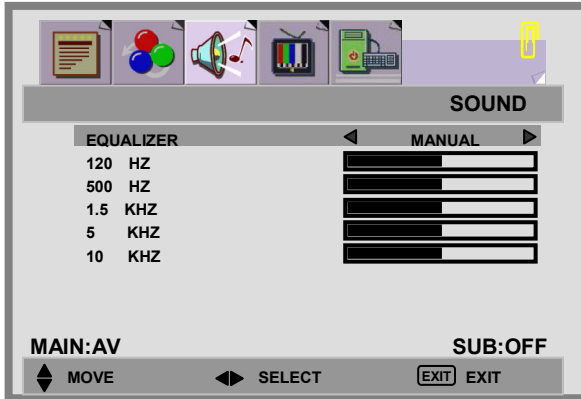 SOUND
EQUALIZER MANUAL
120 HZ
500 HZ
1.5 KHZ
5 KHZ
10 KHZ
MAIN:AV SUB:OFF
MOVE SELECT EXIT EXIT